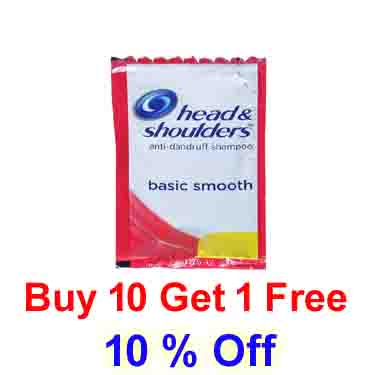 head &
shoulders
anti-dandruff shampoo
basic smooth
Buy 10 Get 1 Free
10 % Off